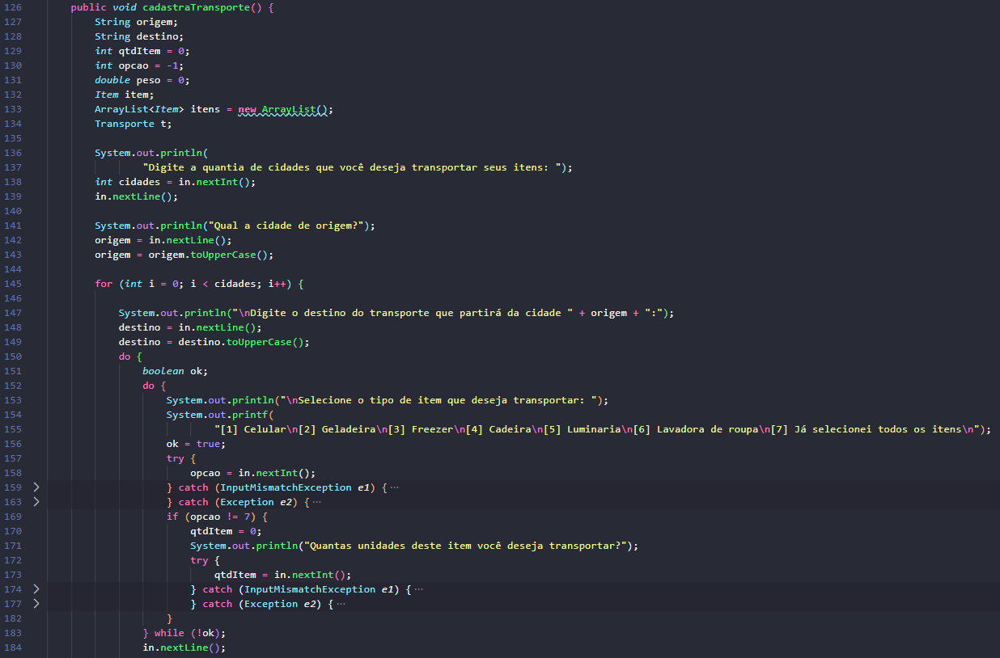 126 public void cadastraTransporte() {
127 String origem;
128 String destino;
129 int qtdItem = 0;
130 int opcao = -1;
131 double peso = 0;
132 Item item;
133 ArrayList<Item> itens = new ArrayList();
134 Transporte t;
135
136 System.out.println(
137 "Digite a quantia de cidades que você deseja transportar seus itens: ");
138 int cidades = in.nextInt();
139 in.nextLine();
140
141 System.out.println("Qual a cidade de origem?");
142 origem = in.nextLine();
143 origem = origem.toUpperCase();
144
145 for (int i = 0; i < cidades; i++) {
146
147 System.out.println("\nDigite o destino do transporte que partirá da cidade " + origem + ":");
148 destino = in.nextLine();
149 destino = destino.toUpperCase();
150 do {
151 boolean ok;
152 do {
153 System.out.println("\nSelecione o tipo de item que deseja transportar: ");
154 System.out.printf(
155 "[1] Celular\n[2] Geladeira\n[3] Freezer\n[4] Cadeira\n[5] Luminaria\n[6] Lavadora de roupa\n[7] Já selecionei todos os itens\n");
156 ok = true;
157 try {
158 opcao = in.nextInt();
159 } catch (InputMismatchException e1) { ⋯
163 } catch (Exception e2) { ⋯
169 if (opcao != 7) {
170 qtdItem = 0;
171 System.out.println("Quantas unidades deste item você deseja transportar?");
172 try {
173 qtdItem = in.nextInt();
174 } catch (InputMismatchException e1) { ⋯
177 } catch (Exception e2) { ⋯
182 }
183 } while (!ok);
184 in.nextLine();